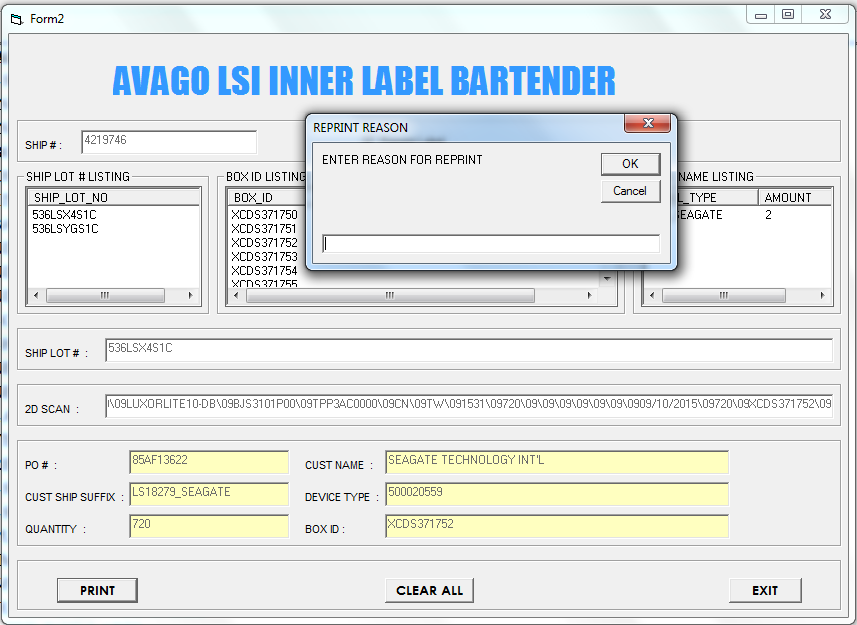 Form2
AVAGO LSI INNER LABEL BARTENDER
SHIP # :
4219746
REPRINT REASON
ENTER REASON FOR REPRINT
OK
Cancel
SHIP LOT # LISTING
SHIP_LOT_NO
536LSX4S1C
536LSYGS1C
BOX ID LISTING
BOX_ID
XCDS371750
XCDS371751
XCDS371752
XCDS371753
XCDS371754
XCDS371755
NAME LISTING
L_TYPE AMOUNT
SEAGATE 2
SHIP LOT # :
536LSX4S1C
2D SCAN :
\09LUXORLITE10-DB\09BJS3101P00\09TPP3AC0000\09CN\09TW\091531\09720\09\09\09\09\09\09\0909/10/2015\09720\09XCDS371752\09
PO # :
85AF13622
CUST NAME :
SEAGATE TECHNOLOGY INT'L
CUST SHIP SUFFIX :
LS18279_SEAGATE
DEVICE TYPE :
500020559
QUANTITY :
720
BOX ID :
XCDS371752
PRINT
CLEAR ALL
EXIT